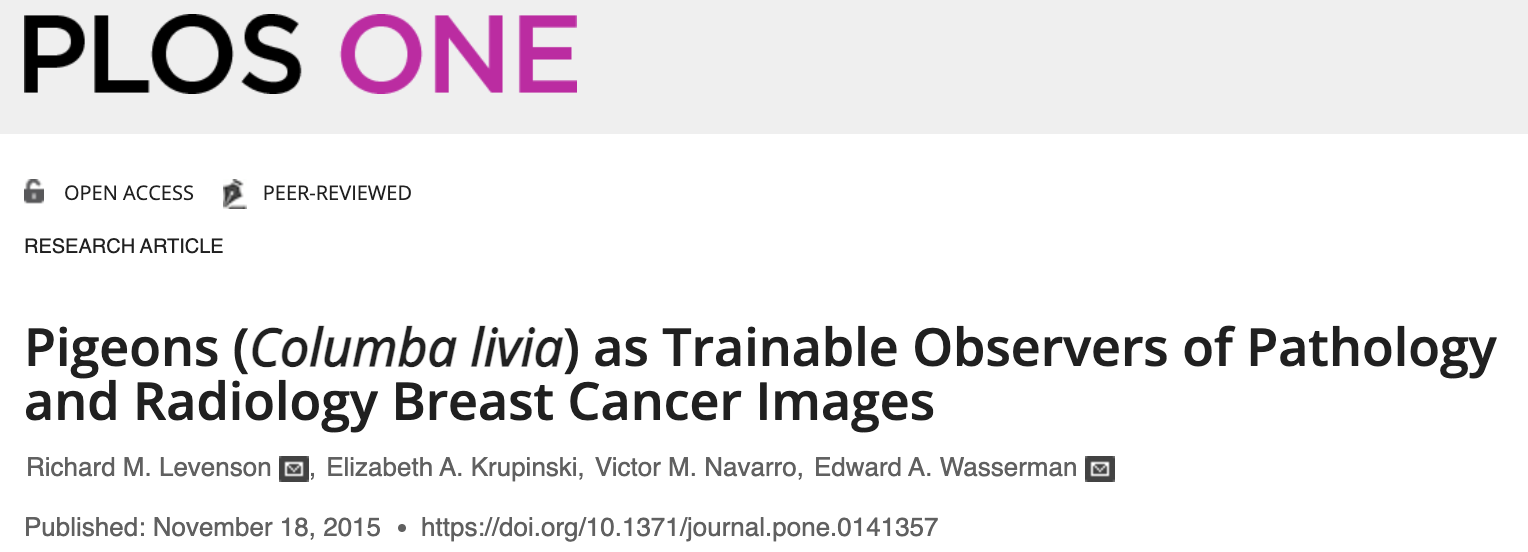 PLOS ONE
OPEN ACCESS PEER-REVIEWED
RESEARCH ARTICLE
Pigeons (Columba livia) as Trainable Observers of Pathology
and Radiology Breast Cancer Images
Richard M. Levenson, Elizabeth A. Krupinski, Victor M. Navarro, Edward A. Wasserman
Published: November 18, 2015 • https://doi.org/10.1371/journal.pone.0141357